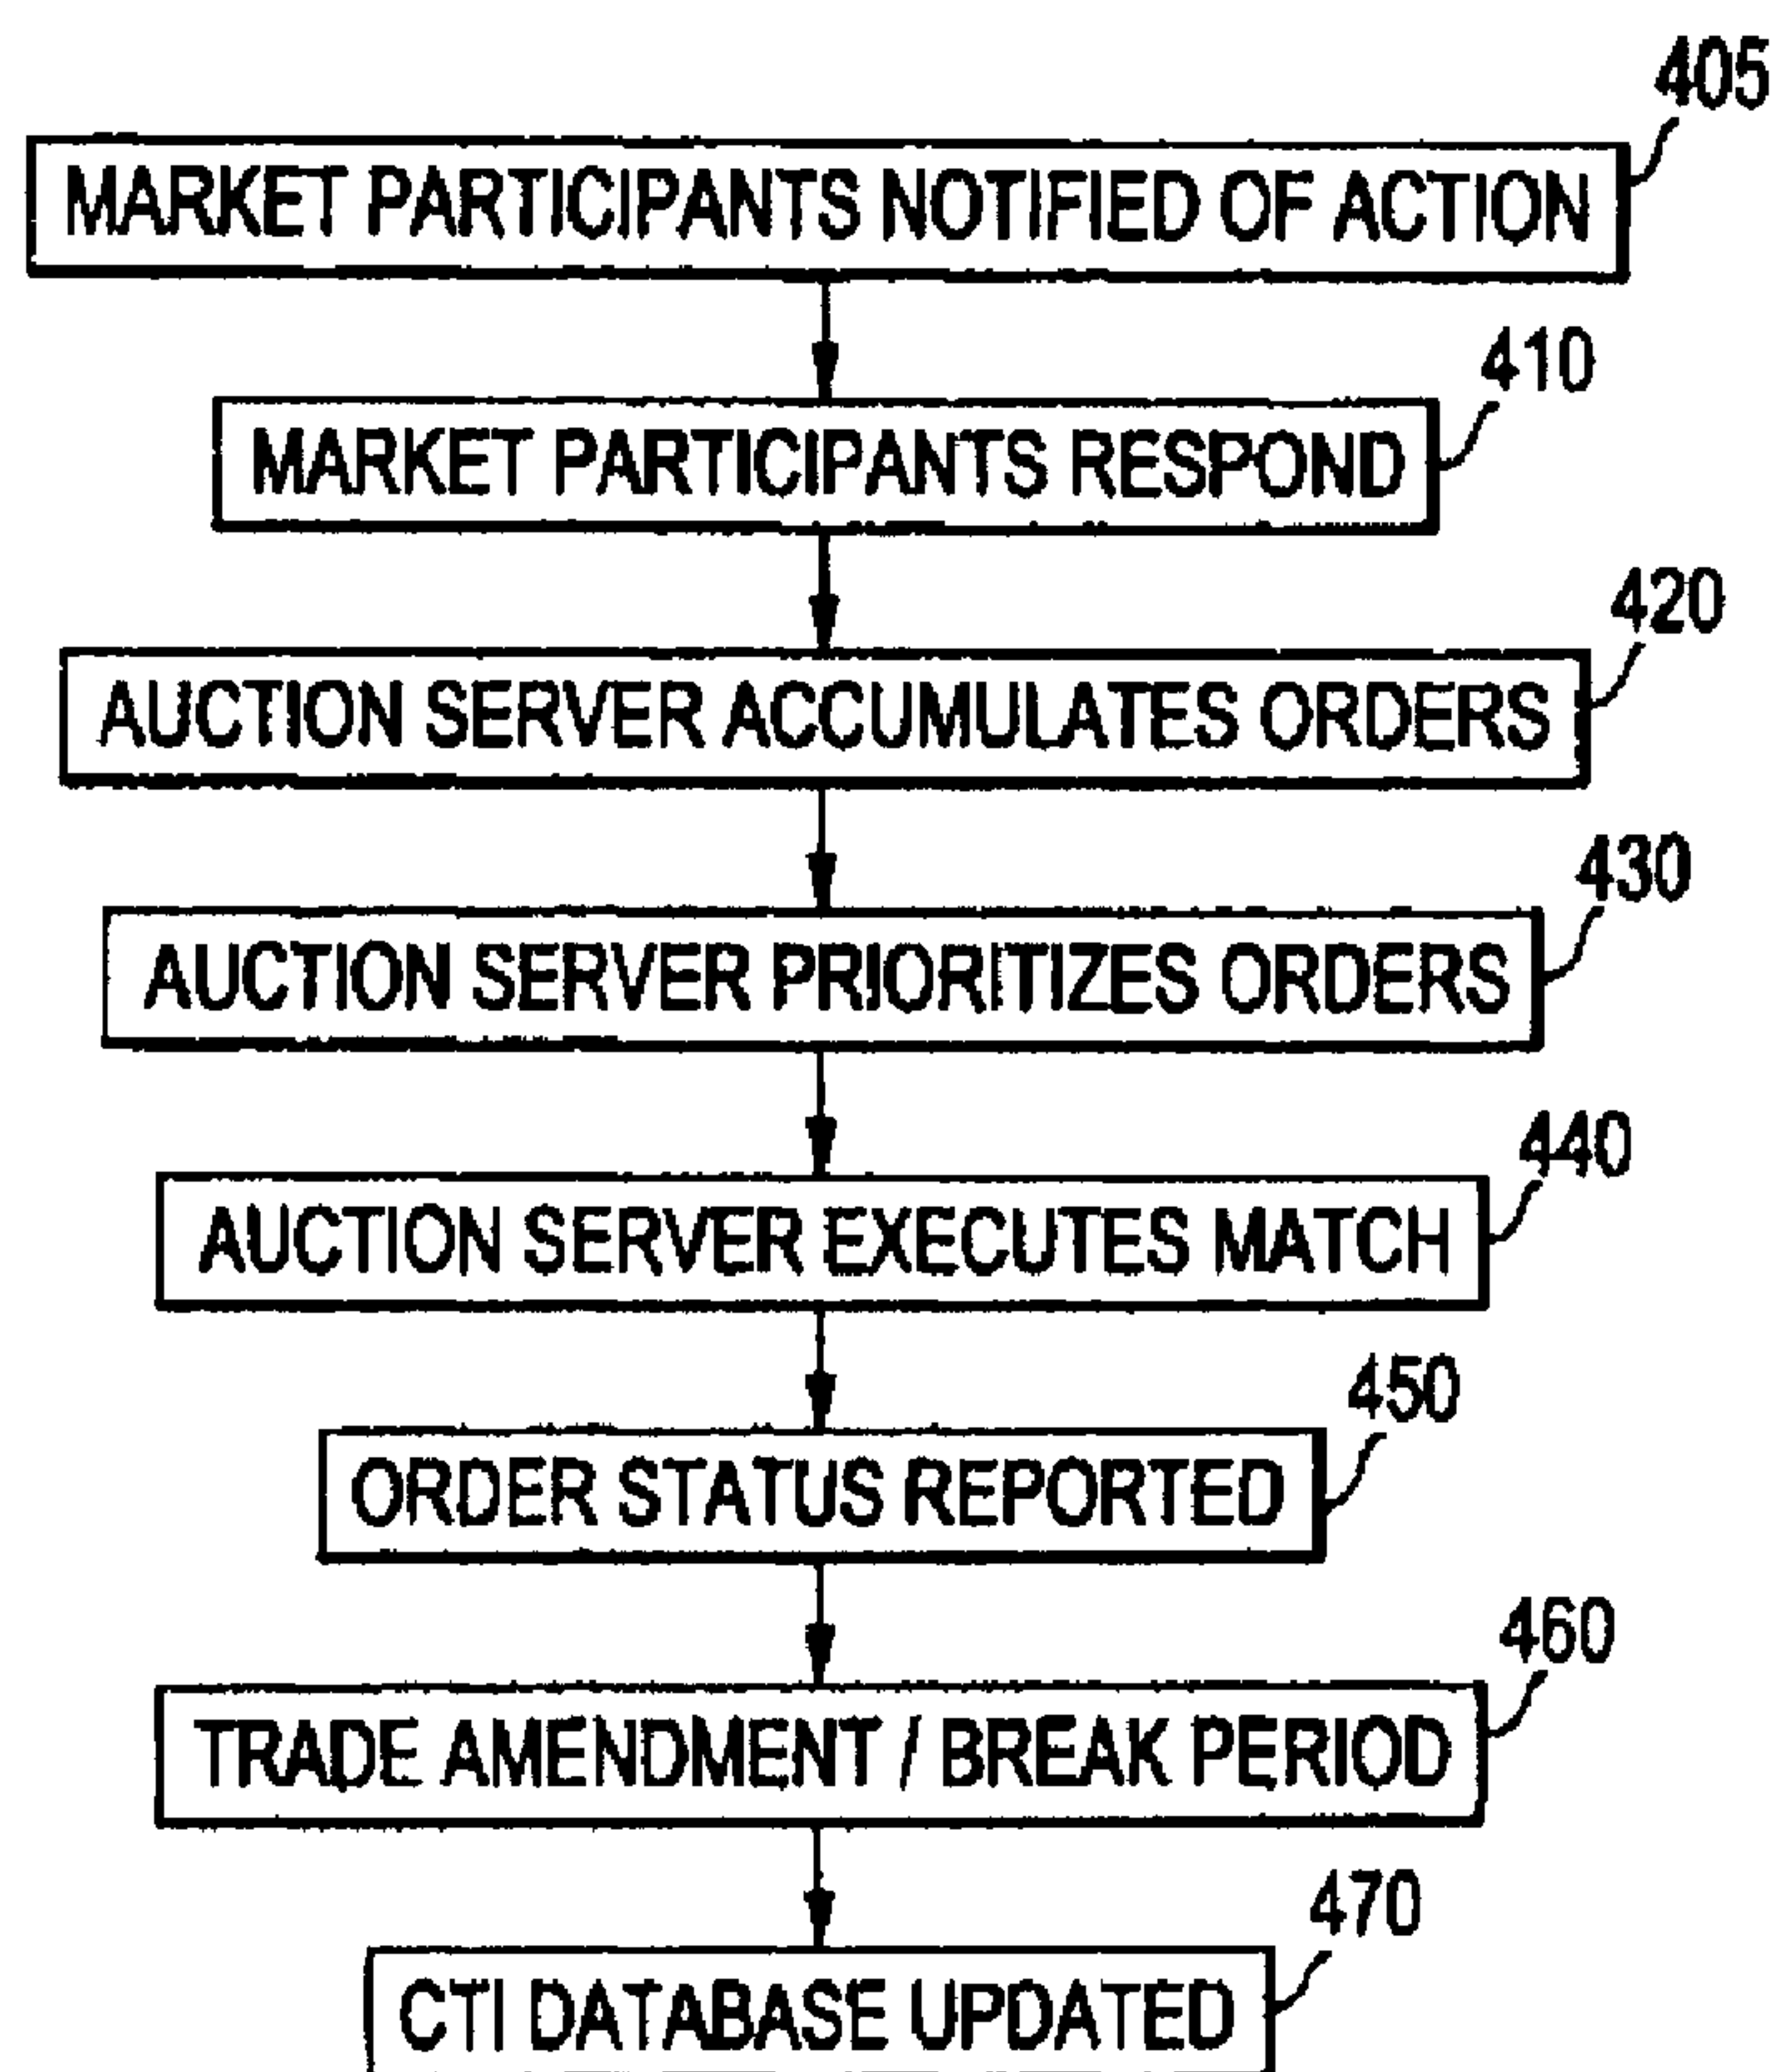 405
MARKET PARTICIPANTS NOTIFIED OF ACTION
410
MARKET PARTICIPANTS RESPOND
420
AUCTION SERVER ACCUMULATES ORDERS
430
AUCTION SERVER PRIORITIZES ORDERS
440
AUCTION SERVER EXECUTES MATCH
450
ORDER STATUS REPORTED
460
TRADE AMENDMENT / BREAK PERIOD
470
CTI DATABASE UPDATED